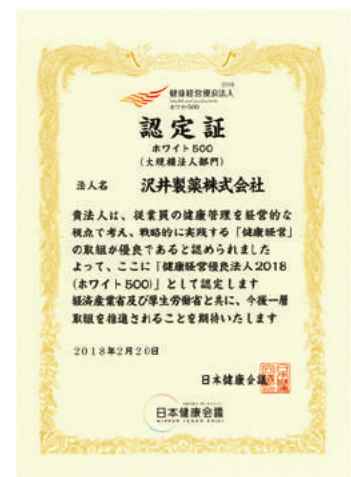 2018
健康経営優良法人
Health and productivity
ホワイト500
認定証
ホワイト500
(大規模法人部門)
法人名 沢井製薬株式会社
貴法人は、従業員の健康管理を経営的な
視点で考え、戦略的に実践する「健康経営」
の取組が優良であると認められました
よって、ここに「健康経営優良法人2018
(ホワイト500)」として認定します
経済産業省及び厚生労働省と共に、今後一層
取組を推進されることを期待いたします
2018年2月20日
日本健康会議
日本健康会議
NIPPON KENKO KAIGI